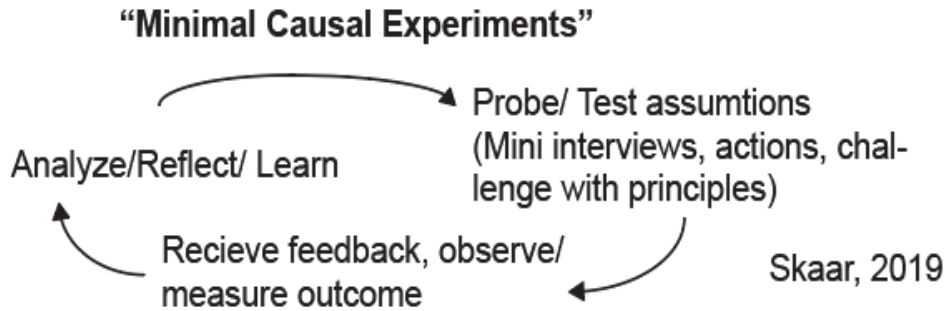 “Minimal Causal Experiments”
Probe/ Test assumtions
(Mini interviews, actions, chal-
lenge with principles)
Analyze/Reflect/ Learn
Recieve feedback, observe/
measure outcome
Skaar, 2019